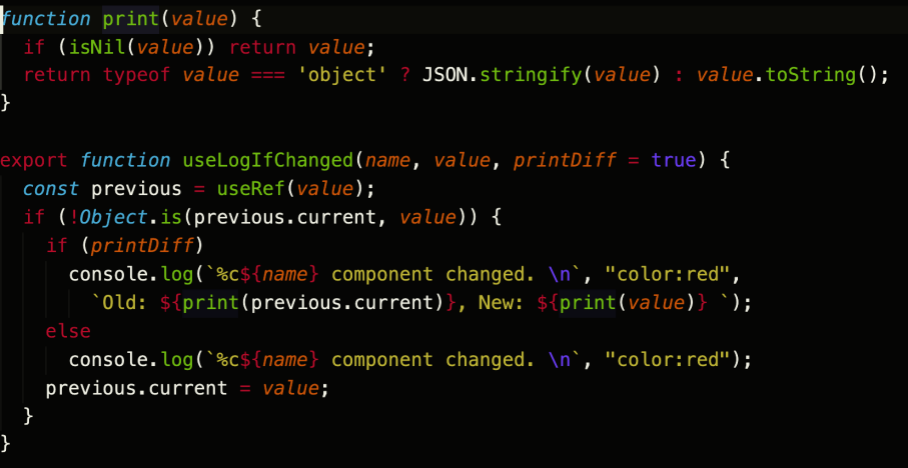 function print(value) {
  if (isNil(value)) return value;
  return typeof value === 'object' ? JSON.stringify(value) : value.toString();
}

export function useLogIfChanged(name, value, printDiff = true) {
  const previous = useRef(value);
  if (!Object.is(previous.current, value)) {
    if (printDiff)
      console.log(`%c${name} component changed. \n`, "color:red",
        `Old: ${print(previous.current)}, New: ${print(value)} `);
    else
      console.log(`%c${name} component changed. \n`, "color:red");
    previous.current = value;
  }
}